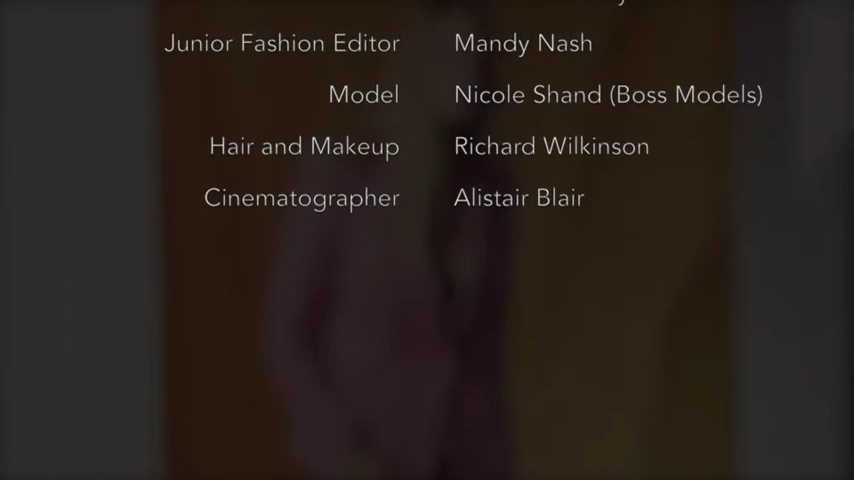 Junior Fashion Editor Mandy Nash
Model Nicole Shand (Boss Models)
Hair and Makeup Richard Wilkinson
Cinematographer Alistair Blair